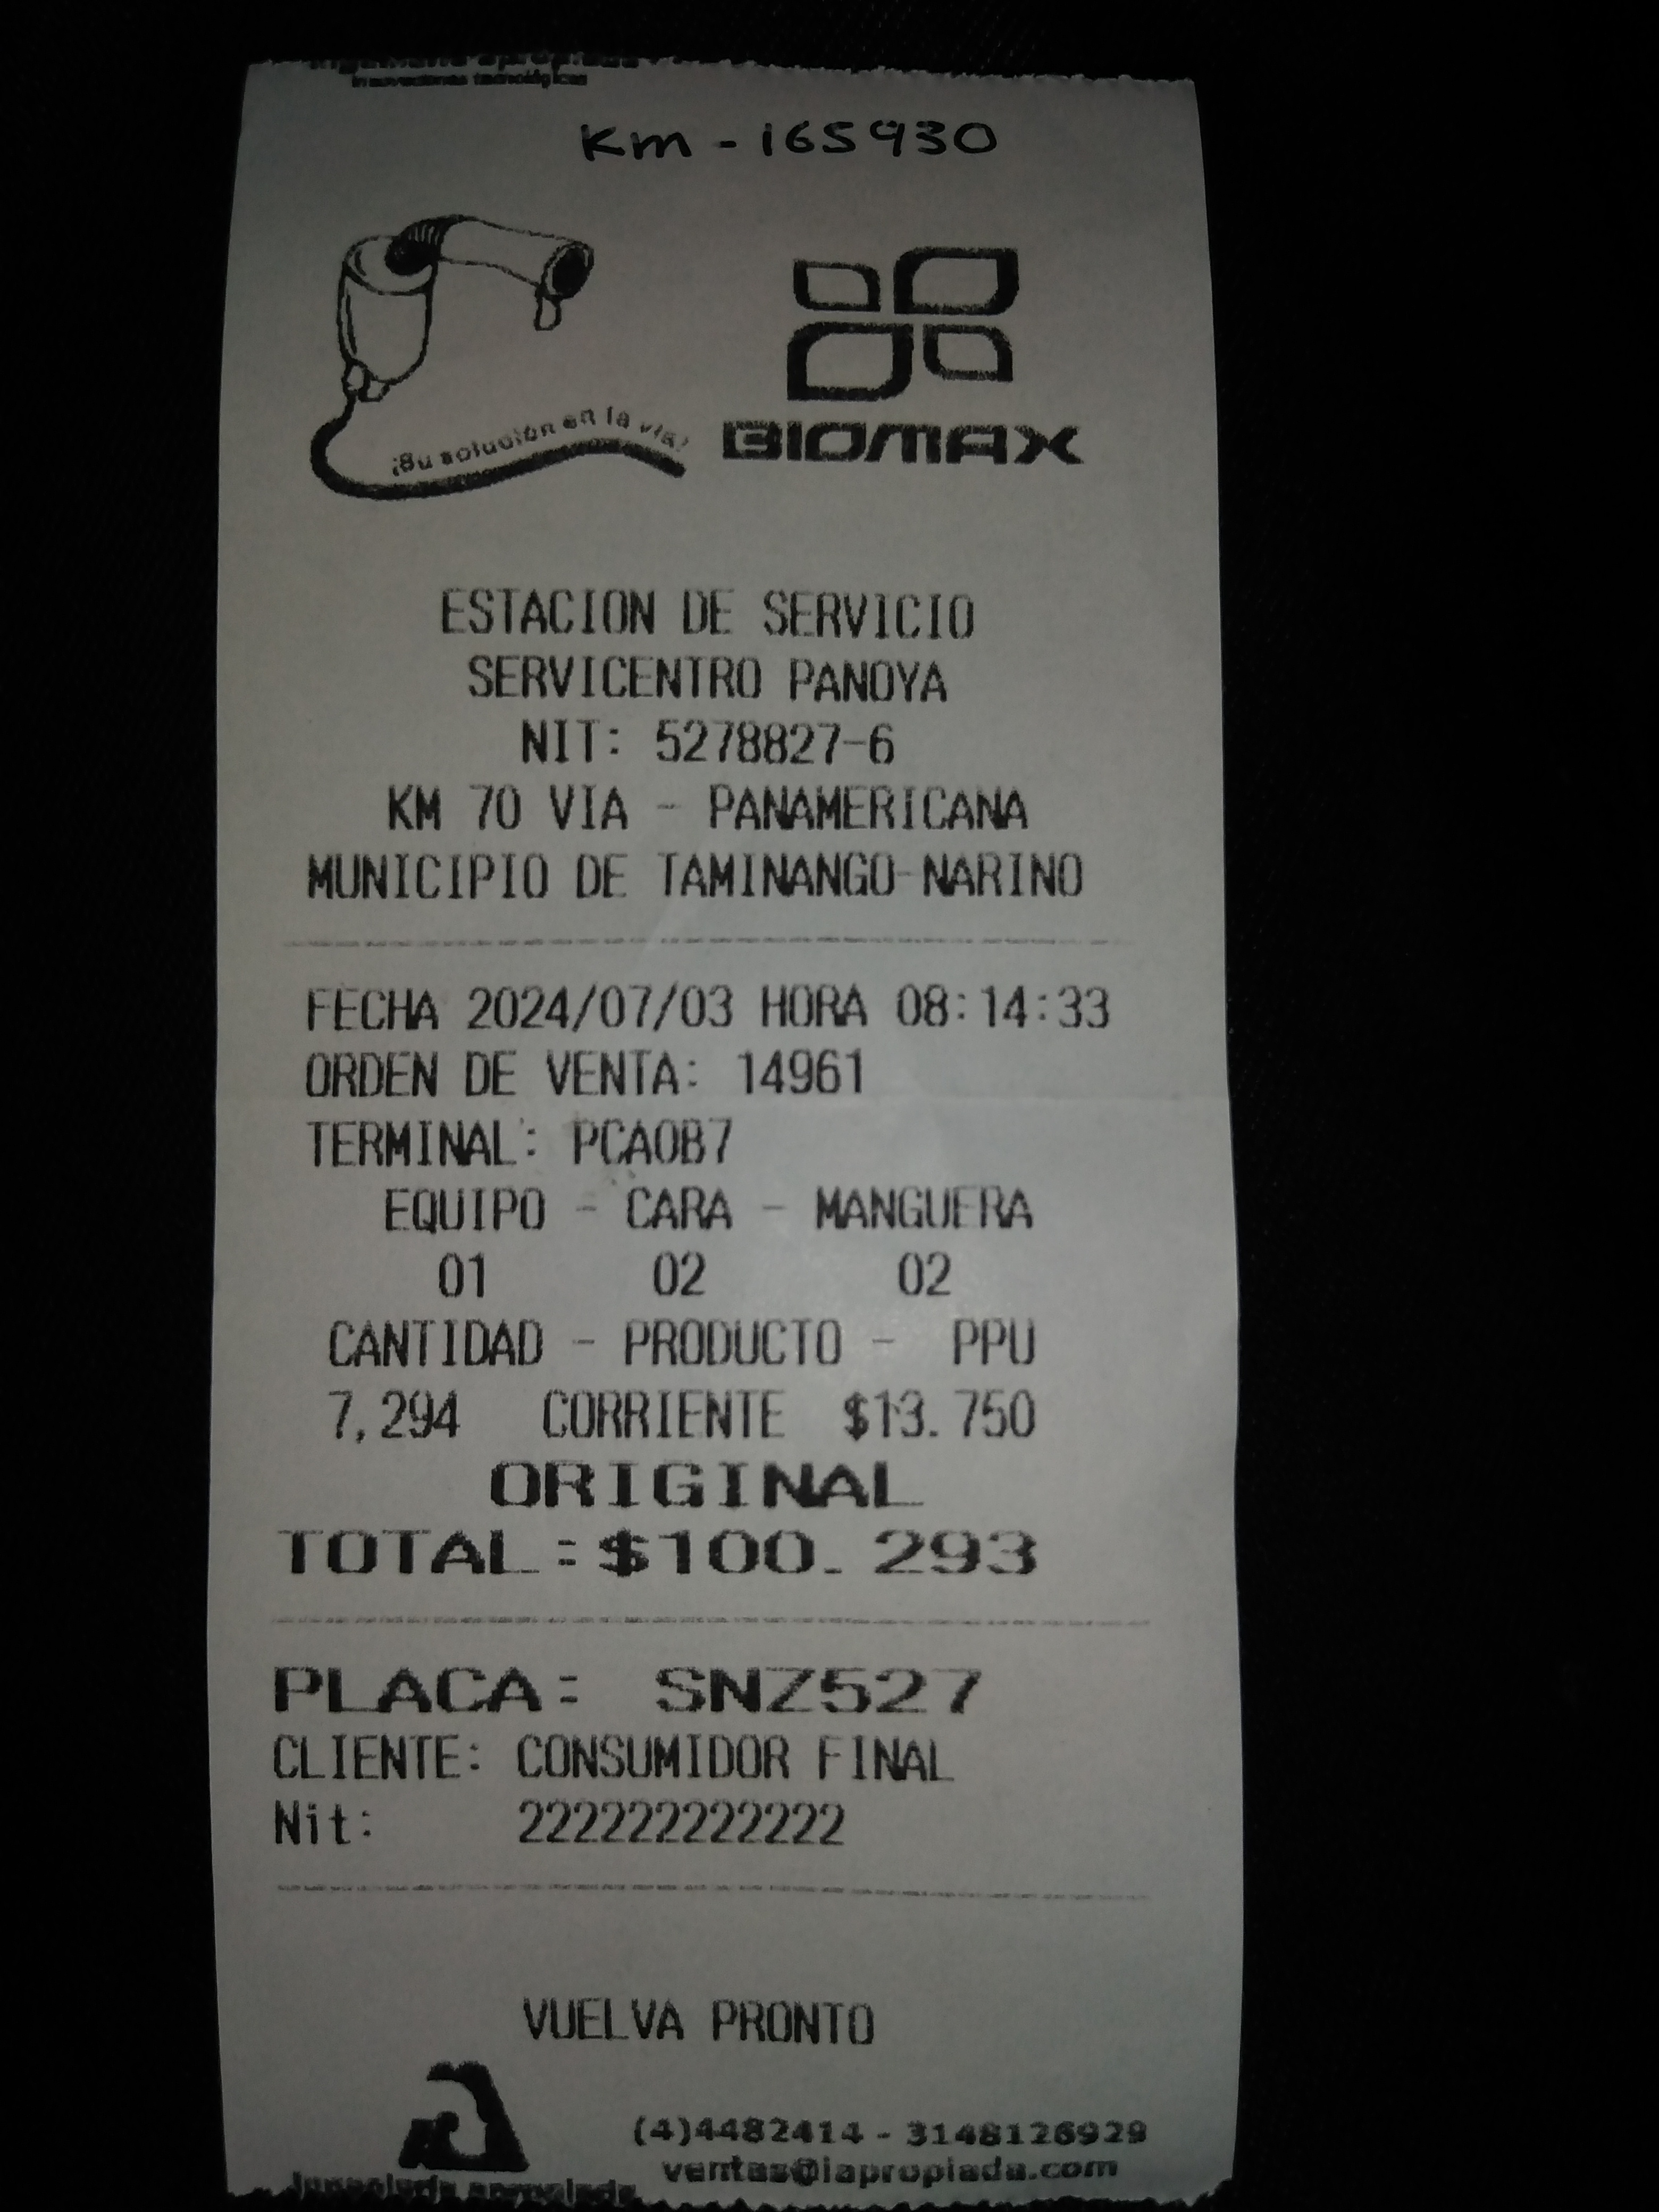 Innovaciones tecnológicas
Km - 165930
¡Su solución en la vía!
BIOMAX
ESTACION DE SERVICIO
SERVICENTRO PANOYA
NIT: 5278827-6
KM 70 VIA - PANAMERICANA
MUNICIPIO DE TAMINANGO-NARINO
FECHA 2024/07/03 HORA 08:14:33
ORDEN DE VENTA: 14961
TERMINAL: PCA0B7
EQUIPO - CARA - MANGUERA
01 02 02
CANTIDAD - PRODUCTO - PPU
7,294 CORRIENTE $13.750
ORIGINAL
TOTAL:$100.293
PLACA: SNZ527
CLIENTE: CONSUMIDOR FINAL
Nit: 222222222222
VUELVA PRONTO
(4)4482414 - 3148126929
ventas@iapropiada.com